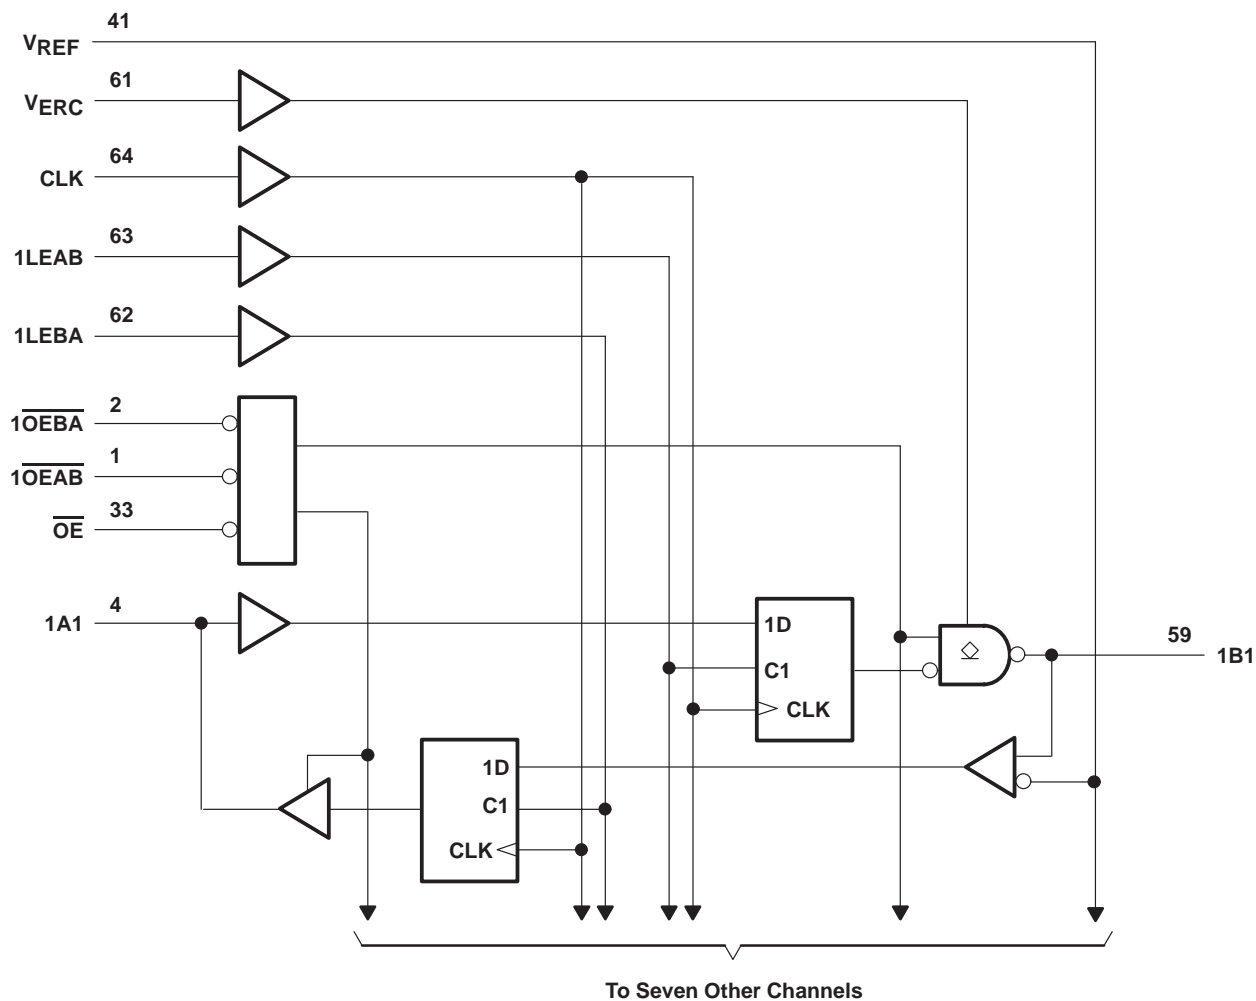 41
VREF
61
VERC
64
CLK
63
1LEAB
62
1LEBA
2
1OEBA
1
1OEAB
33
OE
4
1A1
1D
C1
CLK
59
1B1
1D
C1
CLK
To Seven Other Channels